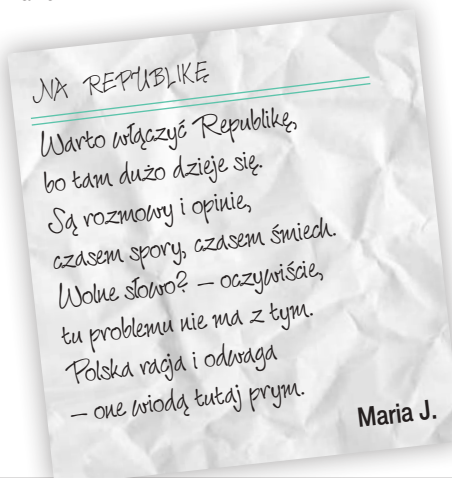 NA REPUBLIKĘ
Warto włączyć Republikę,
bo tam dużo dzieje się.
Są rozmowy i opinie,
czasem spory, czasem śmiech.
Wolne słowo? – oczywiście,
tu problemu nie ma z tym.
Polska racja i odwaga
– one wiodą tutaj prym.
Maria J.